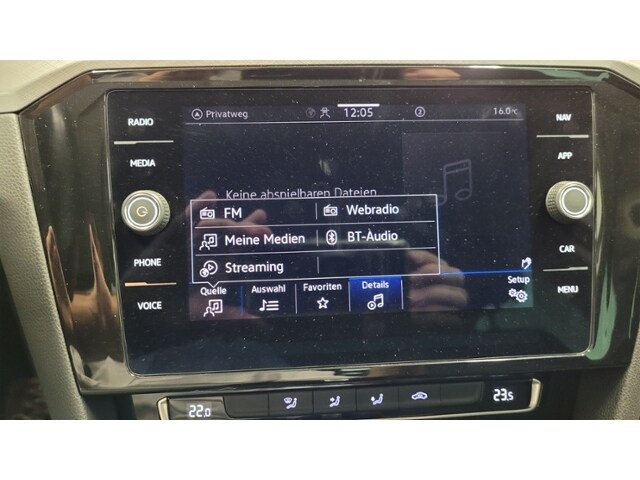 RADIO
MEDIA
PHONE
VOICE
Privatweg
12:05
2
16.0°C
Keine abspielbaren Dateien
FM
Webradio
Meine Medien
BT-Audio
Streaming
Quelle
Auswahl
Favoriten
Details
Setup
NAV
APP
CAR
MENU
22.0
23.5